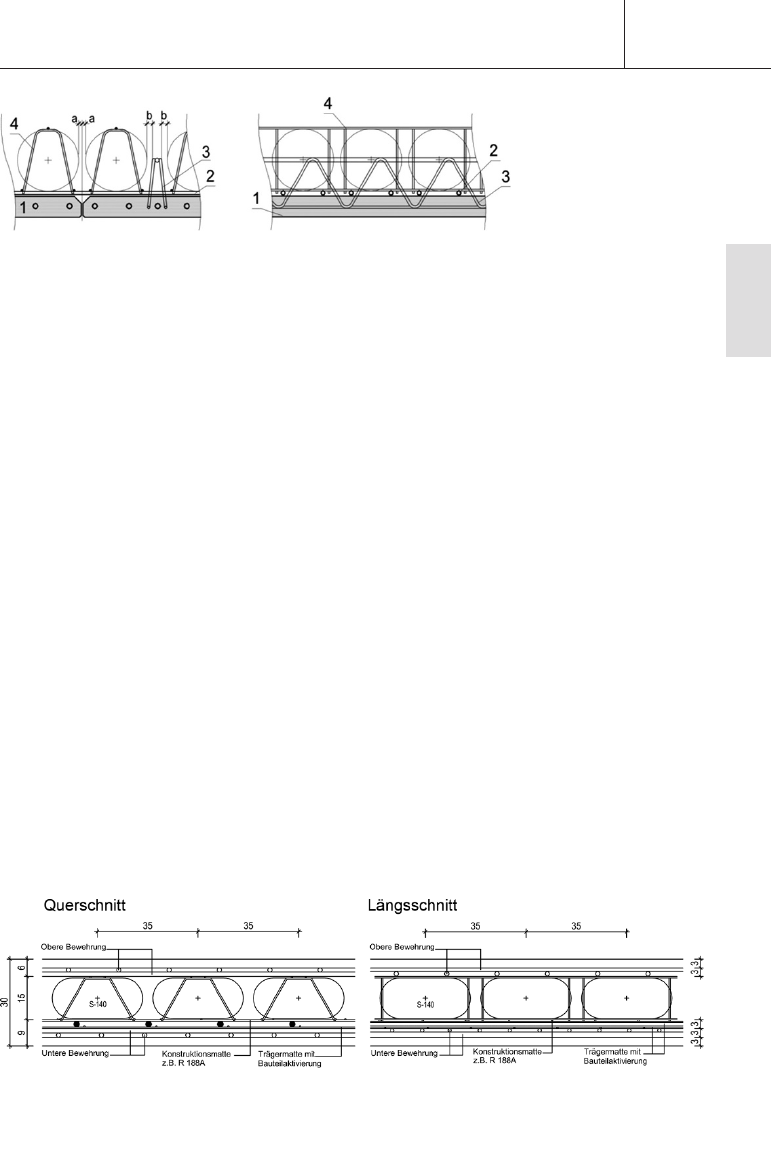 a a b b
4
3
2
1
4
2
3
1
Querschnitt
35 35
Obere Bewehrung
6
15
9
30
S-140
Untere Bewehrung
Konstruktionsmatte
z.B. R 188A
Trägermatte mit
Bauteilaktivierung
Längsschnitt
35 35
Obere Bewehrung
S-140
3 3
3 3 3
Untere Bewehrung
Konstruktionsmatte
z.B. R 188A
Trägermatte mit
Bauteilaktivierung